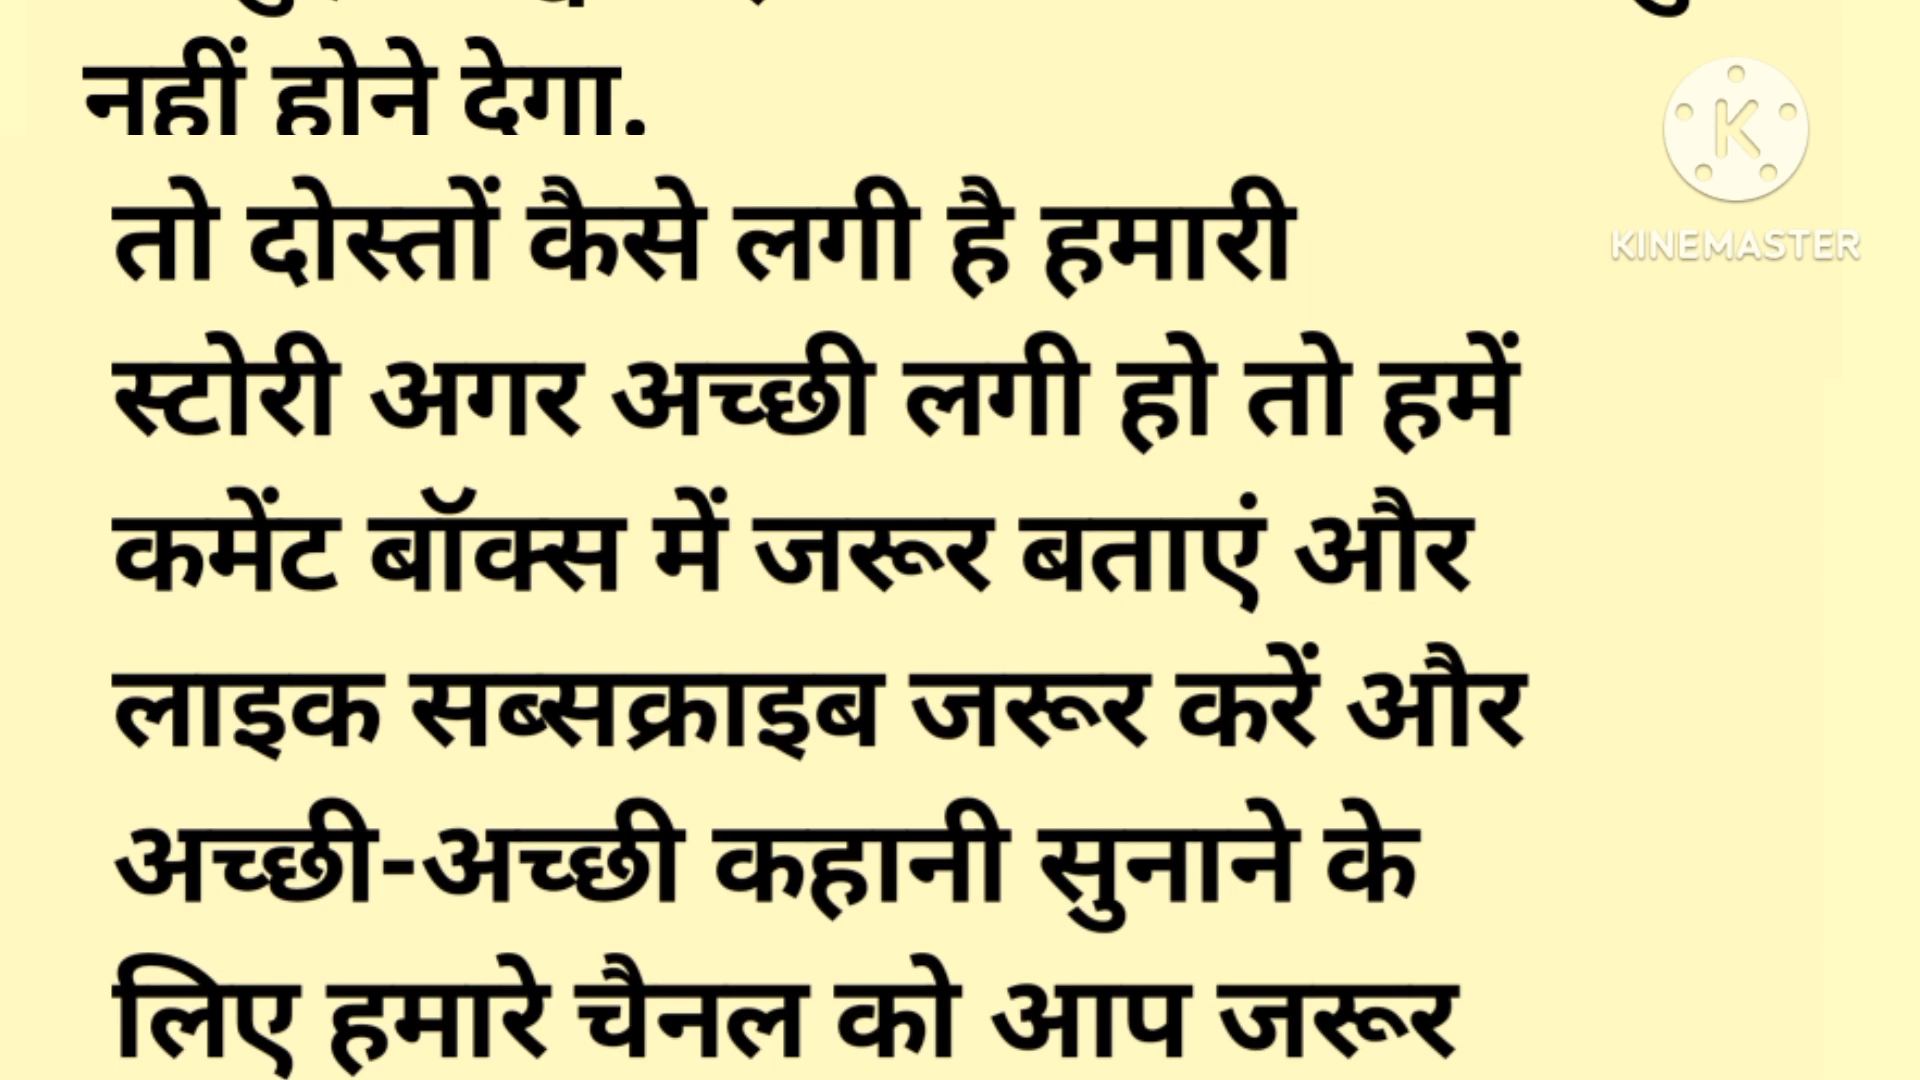 नहीं होने देगा.
तो दोस्तों कैसे लगी है हमारी
स्टोरी अगर अच्छी लगी हो तो हमें
कमेंट बॉक्स में जरूर बताएं और
लाइक सब्सक्राइब जरूर करें और
अच्छी-अच्छी कहानी सुनाने के
लिए हमारे चैनल को आप जरूर
K
KINEMASTER